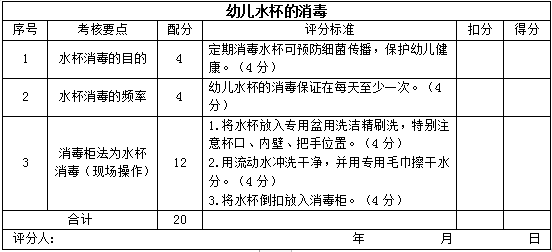 幼儿水杯的消毒
序号 考核要点 配分 评分标准 扣分 得分
1 水杯消毒的目的 4 定期消毒水杯可预防细菌传播，保护幼儿健
康。（4分）
2 水杯消毒的频率 4 幼儿水杯的消毒保证在每天至少一次。（4
分）
3 消毒柜法为水杯
消毒（现场操作） 12 1.将水杯放入专用盆用洗洁精刷洗，特别注
意杯口、内壁、把手位置。（4分）
2.用流动水冲洗干净，并用专用毛巾擦干水
分。（4分）
3.将水杯倒扣放入消毒柜。（4分）
合计 20
评分人： 年 月 日